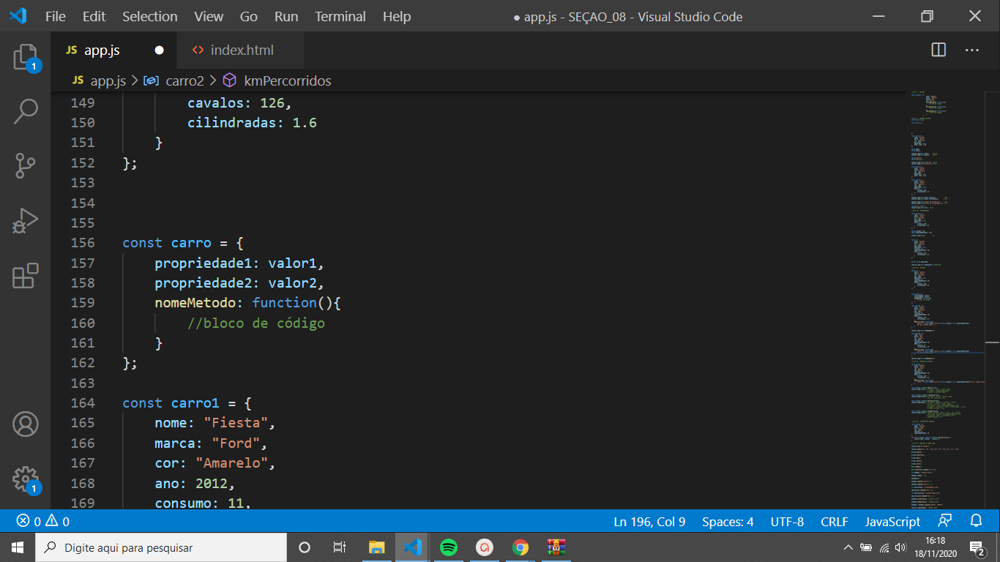 File Edit Selection View Go Run Terminal Help ● app.js - SEÇAO_08 - Visual Studio Code
JS app.js ● <> index.html
JS app.js > carro2 > kmPercorridos
149 cavalos: 126,
150 cilindradas: 1.6
151 }
152 };
153
154
155
156 const carro = {
157 propriedade1: valor1,
158 propriedade2: valor2,
159 nomeMetodo: function(){
160 //bloco de código
161 }
162 };
163
164 const carro1 = {
165 nome: "Fiesta",
166 marca: "Ford",
167 cor: "Amarelo",
168 ano: 2012,
169 consumo: 11,
1
1
0 0 Ln 196, Col 9 Spaces: 4 UTF-8 CRLF JavaScript
Digite aqui para pesquisar
16:18
18/11/2020
2